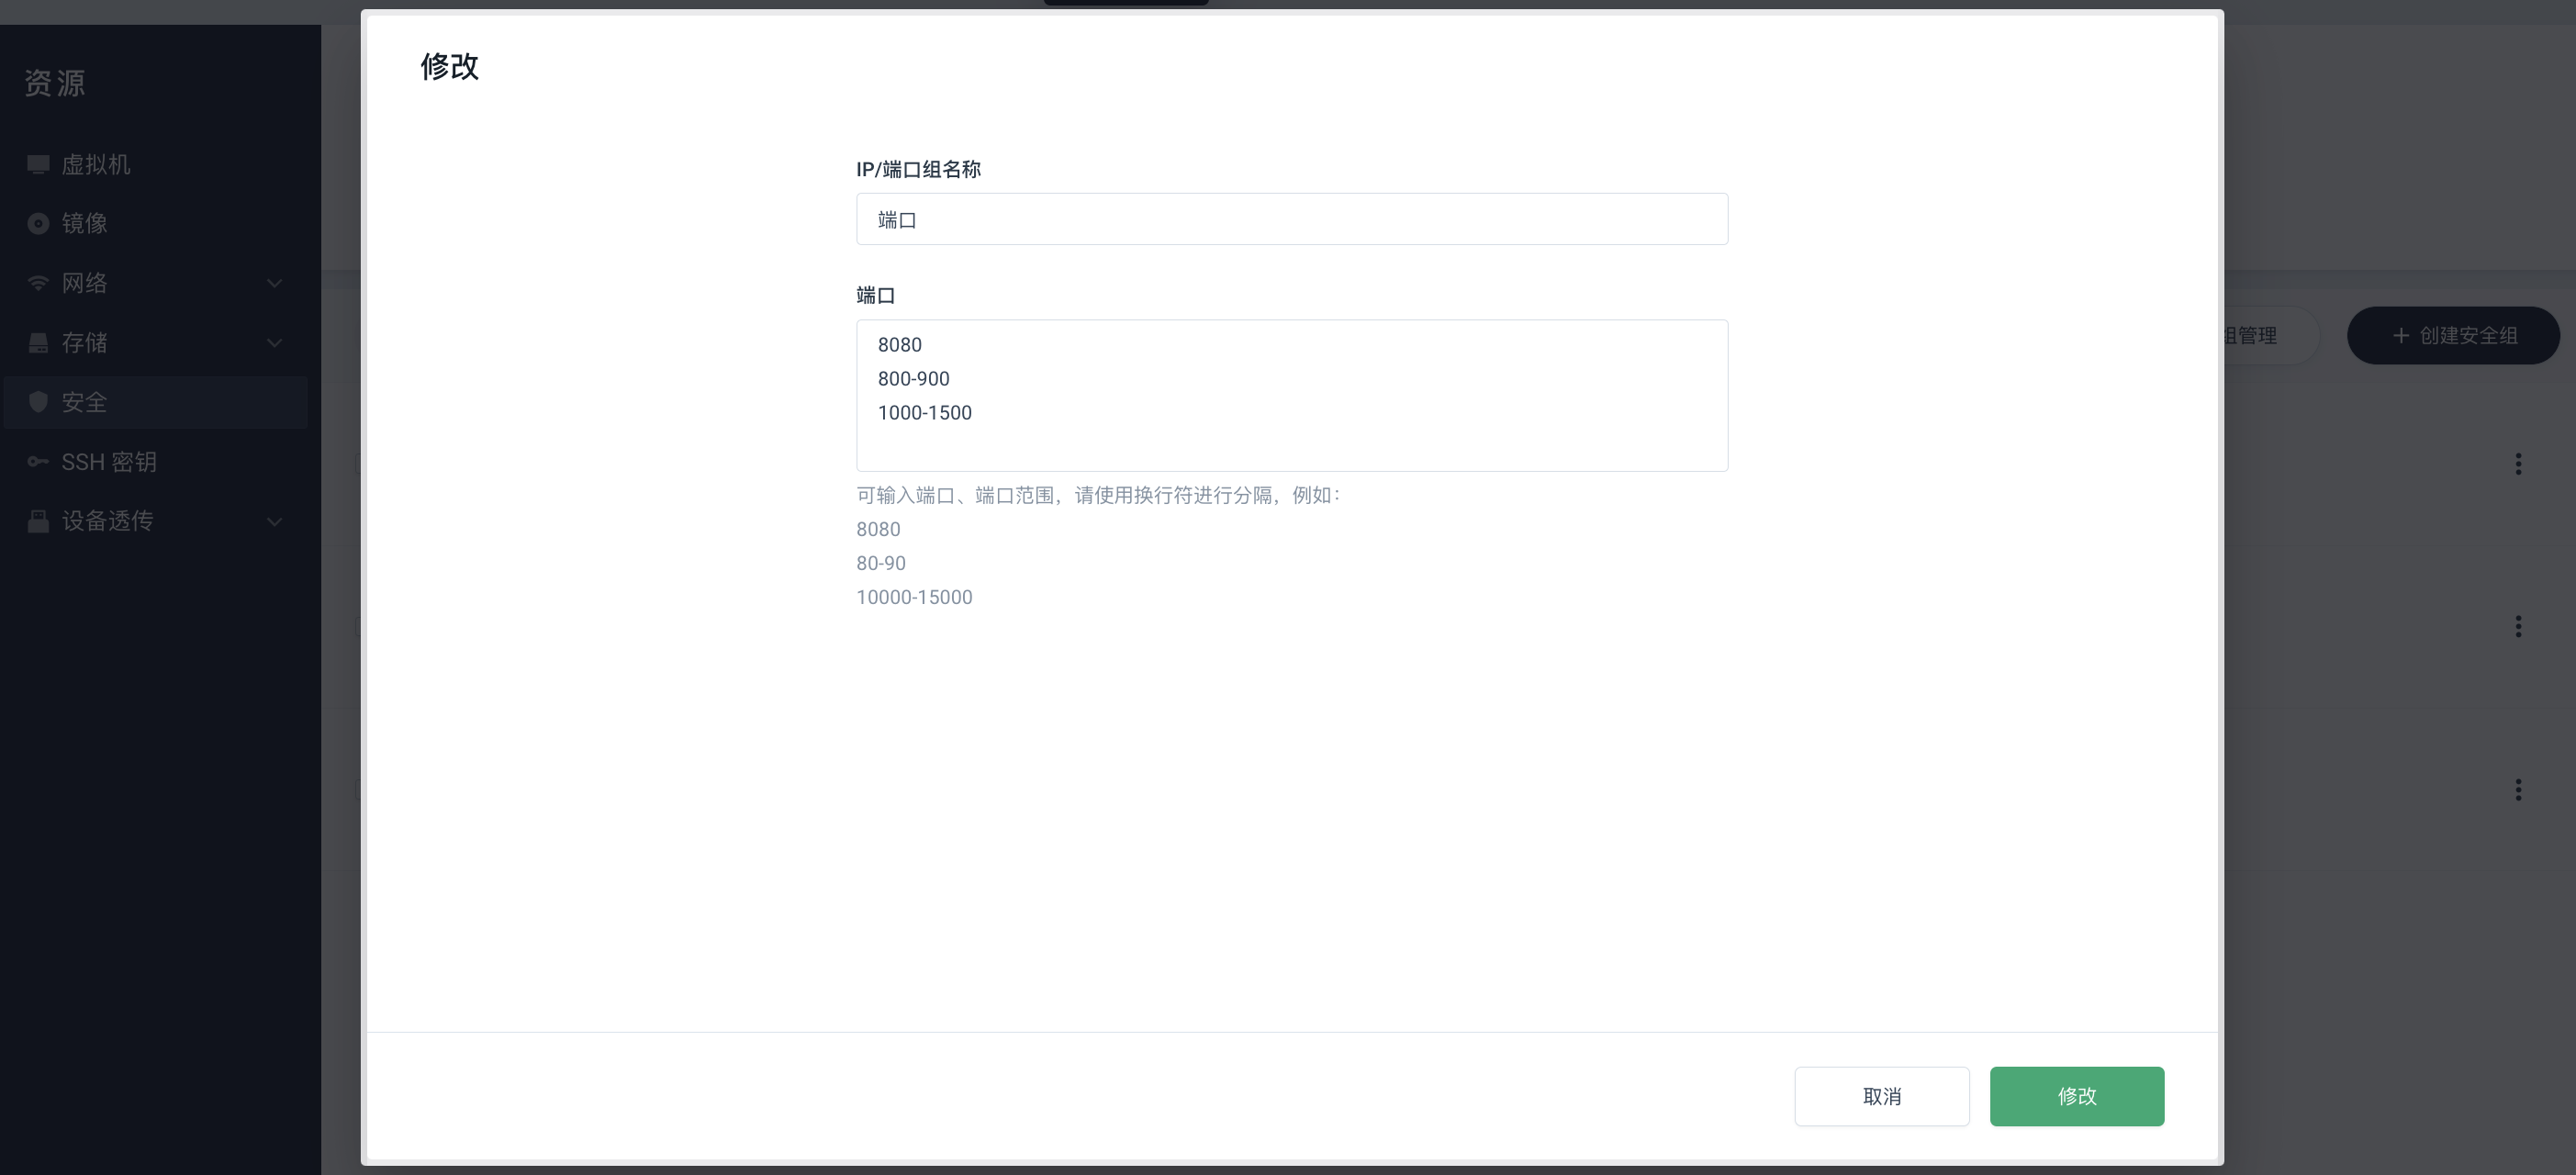 资源
虚拟机
镜像
网络
存储
安全
SSH 密钥
设备透传
修改
IP/端口组名称
端口
端口
8080
800-900
1000-1500
可输入端口、端口范围，请使用换行符进行分隔，例如：
8080
80-90
10000-15000
组管理
+ 创建安全组
取消
修改